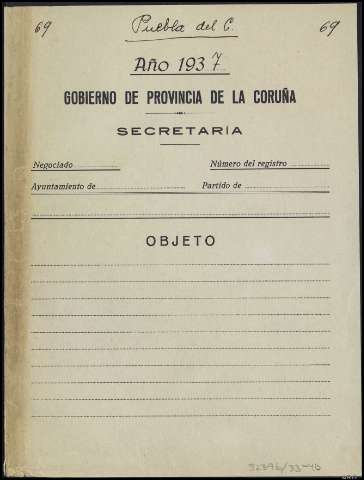 69 Puebla del C. 69
Año 1937
GOBIERNO DE PROVINCIA DE LA CORUÑA
SECRETARÍA
Negociado Número del registro
Ayuntamiento de Partido de
OBJETO